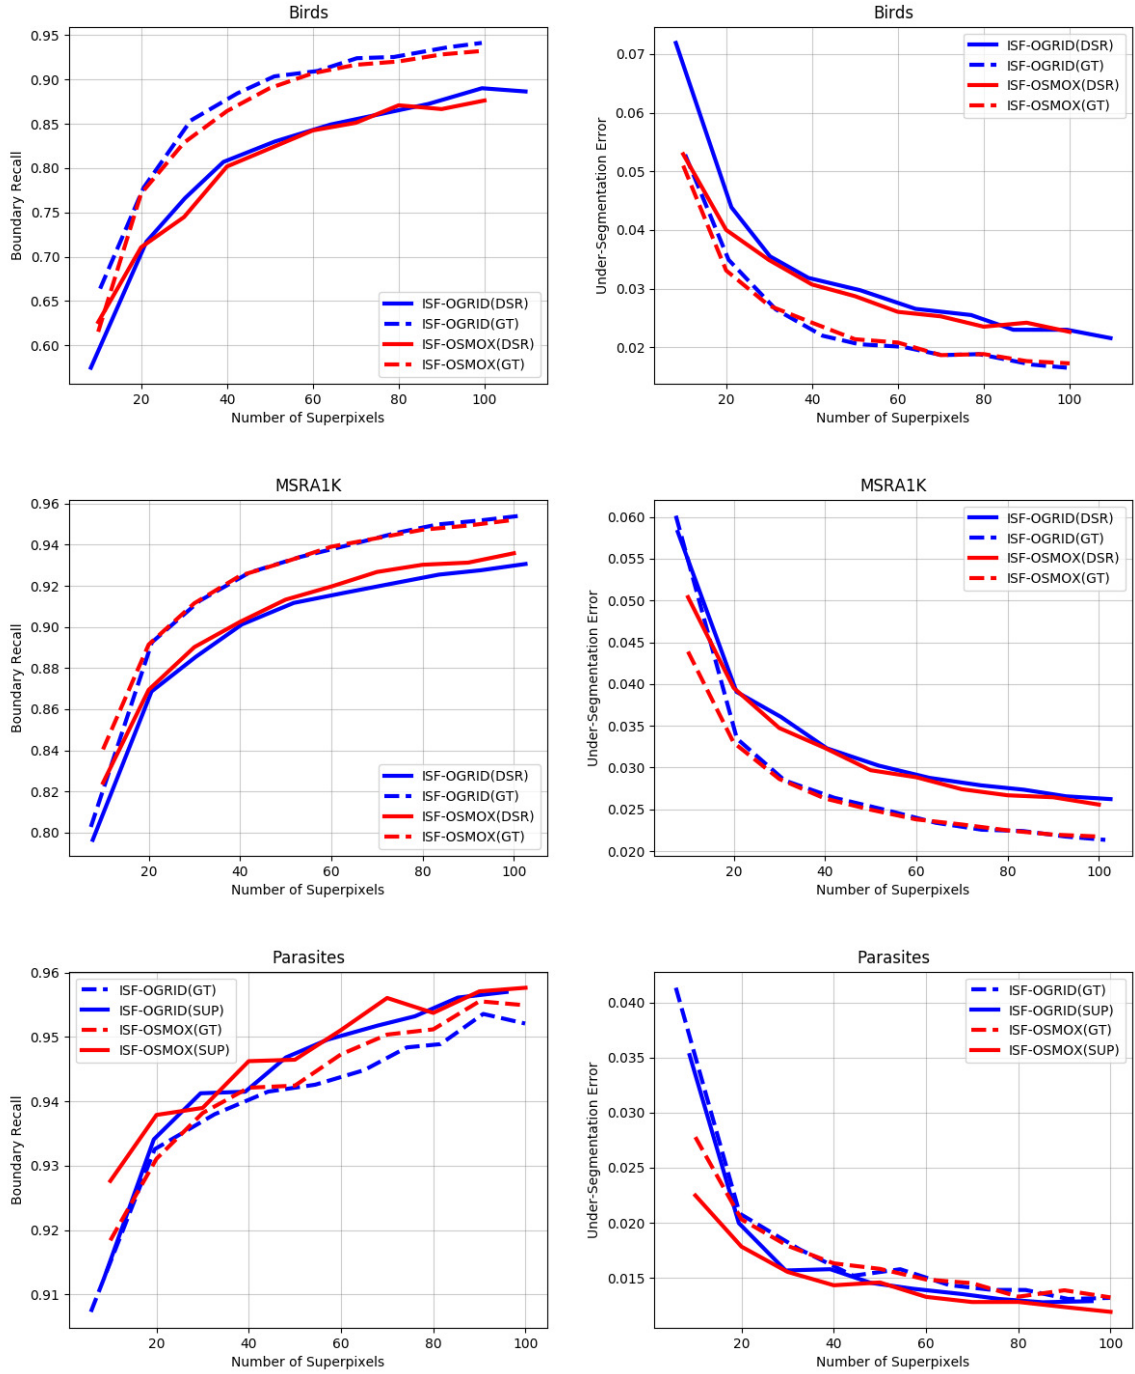 Birds
Boundary Recall
0.95
0.90
0.85
0.80
0.75
0.70
0.65
0.60
ISF-OGRID(DSR)
ISF-OGRID(GT)
ISF-OSMOX(DSR)
ISF-OSMOX(GT)
20 40 60 80 100
Number of Superpixels
Birds
Under-Segmentation Error
0.07
0.06
0.05
0.04
0.03
0.02
ISF-OGRID(DSR)
ISF-OGRID(GT)
ISF-OSMOX(DSR)
ISF-OSMOX(GT)
20 40 60 80 100
Number of Superpixels
MSRA1K
Boundary Recall
0.96
0.94
0.92
0.90
0.88
0.86
0.84
0.82
0.80
ISF-OGRID(DSR)
ISF-OGRID(GT)
ISF-OSMOX(DSR)
ISF-OSMOX(GT)
20 40 60 80 100
Number of Superpixels
MSRA1K
Under-Segmentation Error
0.060
0.055
0.050
0.045
0.040
0.035
0.030
0.025
0.020
ISF-OGRID(DSR)
ISF-OGRID(GT)
ISF-OSMOX(DSR)
ISF-OSMOX(GT)
20 40 60 80 100
Number of Superpixels
Parasites
Boundary Recall
0.96
0.95
0.94
0.93
0.92
0.91
ISF-OGRID(GT)
ISF-OGRID(SUP)
ISF-OSMOX(GT)
ISF-OSMOX(SUP)
20 40 60 80 100
Number of Superpixels
Parasites
Under-Segmentation Error
0.040
0.035
0.030
0.025
0.020
0.015
ISF-OGRID(GT)
ISF-OGRID(SUP)
ISF-OSMOX(GT)
ISF-OSMOX(SUP)
20 40 60 80 100
Number of Superpixels